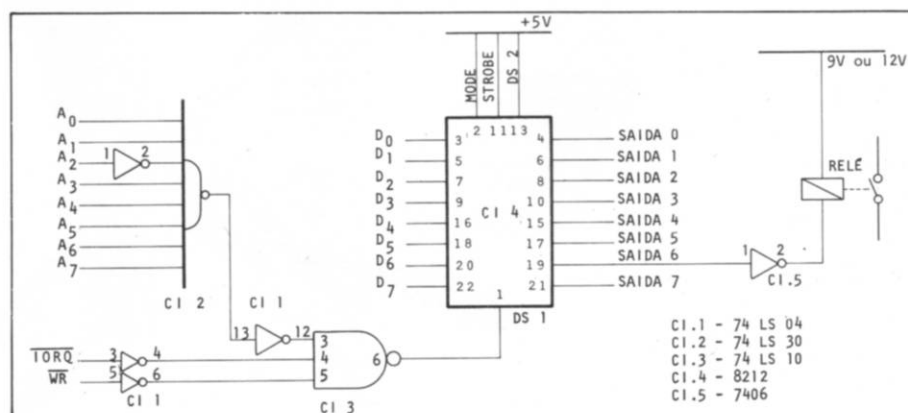 +5V
9V ou 12V
MODE
STROBE
DS 2
A0
A1
A2
A3
A4
A5
A6
A7
1
2
CI 2
CI 1
13
12
IORQ
WR
3
4
5
6
CI 1
3
4
5
6
CI 3
D0
D1
D2
D3
D4
D5
D6
D7
2 11 13
3
5
7
9
16
18
20
22
CI 4
4
6
8
10
15
17
19
21
1
DS 1
SAIDA 0
SAIDA 1
SAIDA 2
SAIDA 3
SAIDA 4
SAIDA 5
SAIDA 6
SAIDA 7
RELÉ
1
2
CI.5
CI.1 - 74 LS 04
CI.2 - 74 LS 30
CI.3 - 74 LS 10
CI.4 - 8212
CI.5 - 7406